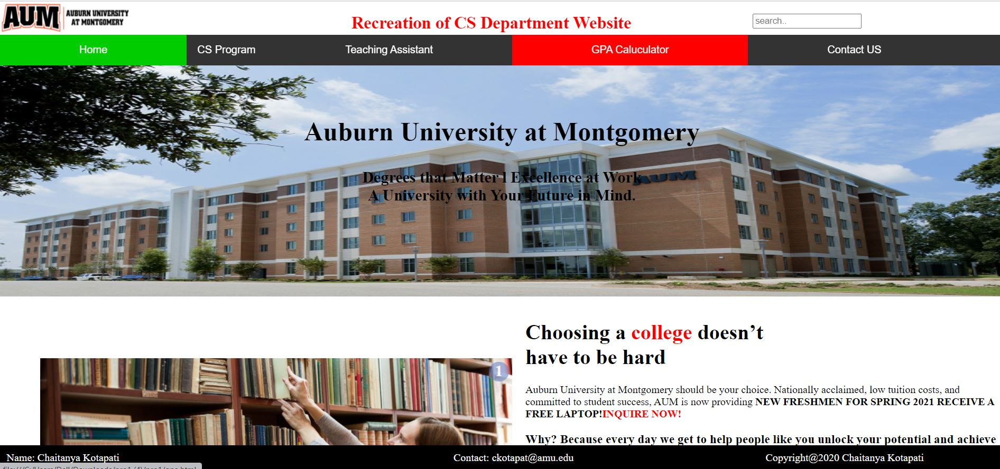 AUM AUBURN UNIVERSITY
AT MONTGOMERY
Recreation of CS Department Website
search..
Home CS Program Teaching Assistant GPA Caluculator Contact US
Auburn University at Montgomery
Degrees that Matter l Excellence at Work
AUM
A University with Your Future in Mind.
Choosing a college doesn’t
have to be hard
1
Auburn University at Montgomery should be your choice. Nationally acclaimed, low tuition costs, and
committed to student success, AUM is now providing NEW FRESHMEN FOR SPRING 2021 RECEIVE A
FREE LAPTOP!INQUIRE NOW!
Why? Because every day we get to help people like you unlock your potential and achieve
Name: Chaitanya Kotapati Contact: ckotapat@amu.edu Copyright@2020 Chaitanya Kotapati